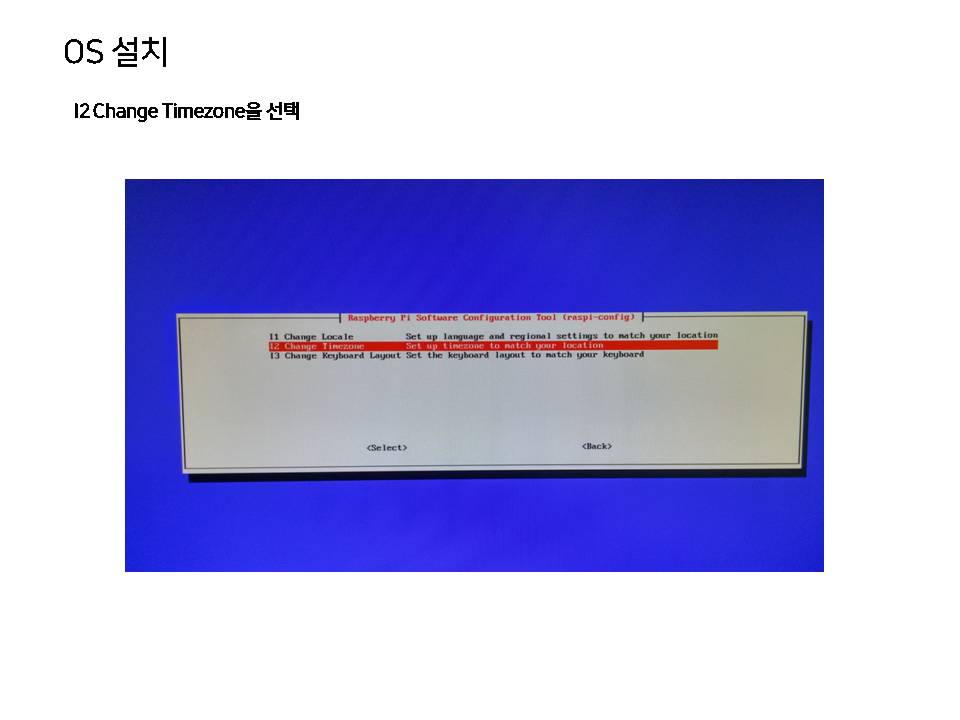 OS 설치
I2 Change Timezone을 선택
Raspberry Pi Software Configuration Tool (raspi-config)
I1 Change Locale Set up language and regional settings to match your location
I2 Change Timezone Set up timezone to match your location
I3 Change Keyboard Layout Set the keyboard layout to match your keyboard
<Select> <Back>